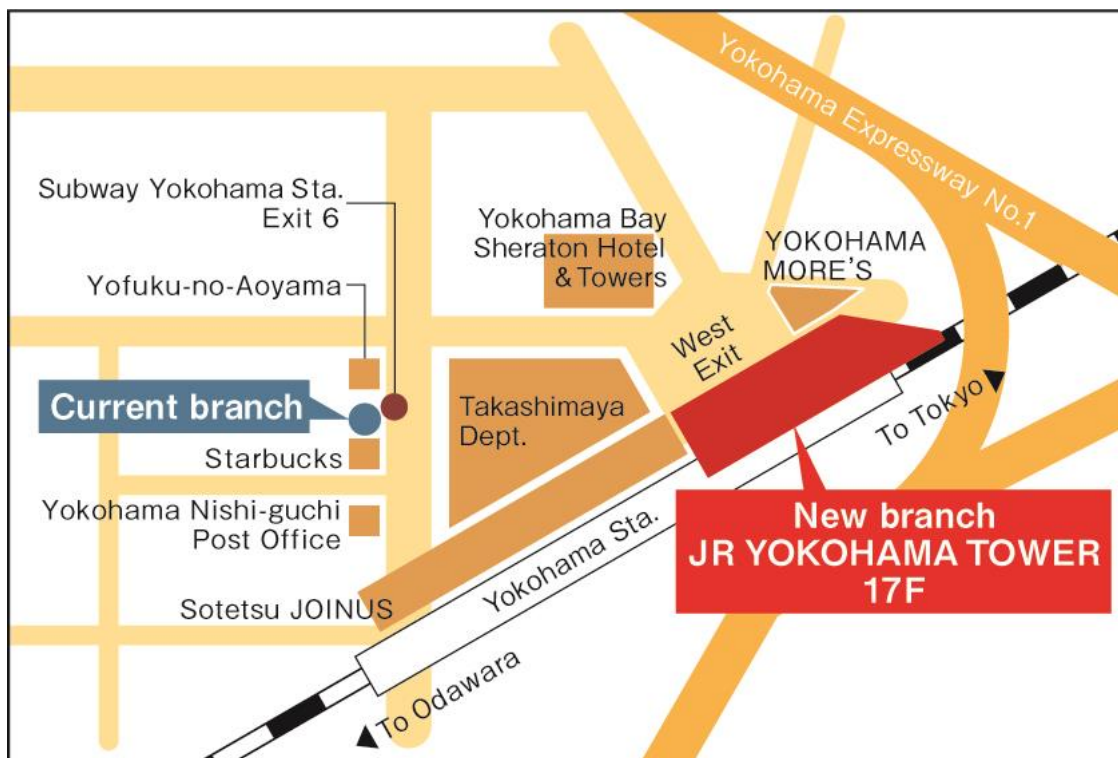 Yokohama Expressway No.1
Subway Yokohama Sta.
Exit 6
Yokohama Bay
Sheraton Hotel
& Towers
YOKOHAMA
MORE'S
Yofuku-no-Aoyama
West
Exit
Current branch
Takashimaya
Dept.
To Tokyo
Starbucks
Yokohama Nishi-guchi
Post Office
New branch
JR YOKOHAMA TOWER
17F
Yokohama Sta.
Sotetsu JOINUS
To Odawara